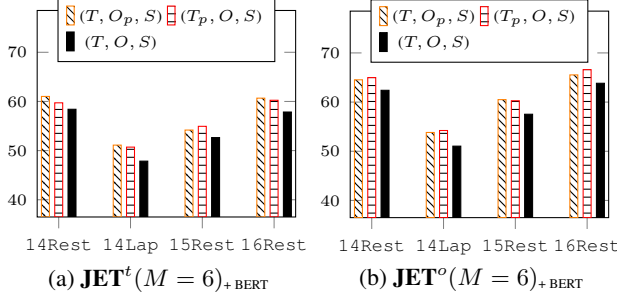 (T, O_p, S) (T_p, O, S)
(T, O, S)
70
60
50
40
14Rest 14Lap 15Rest 16Rest
(a) JET^t(M = 6)_{+ BERT}
(T, O_p, S) (T_p, O, S)
(T, O, S)
70
60
50
40
14Rest 14Lap 15Rest 16Rest
(b) JET^o(M = 6)_{+ BERT}